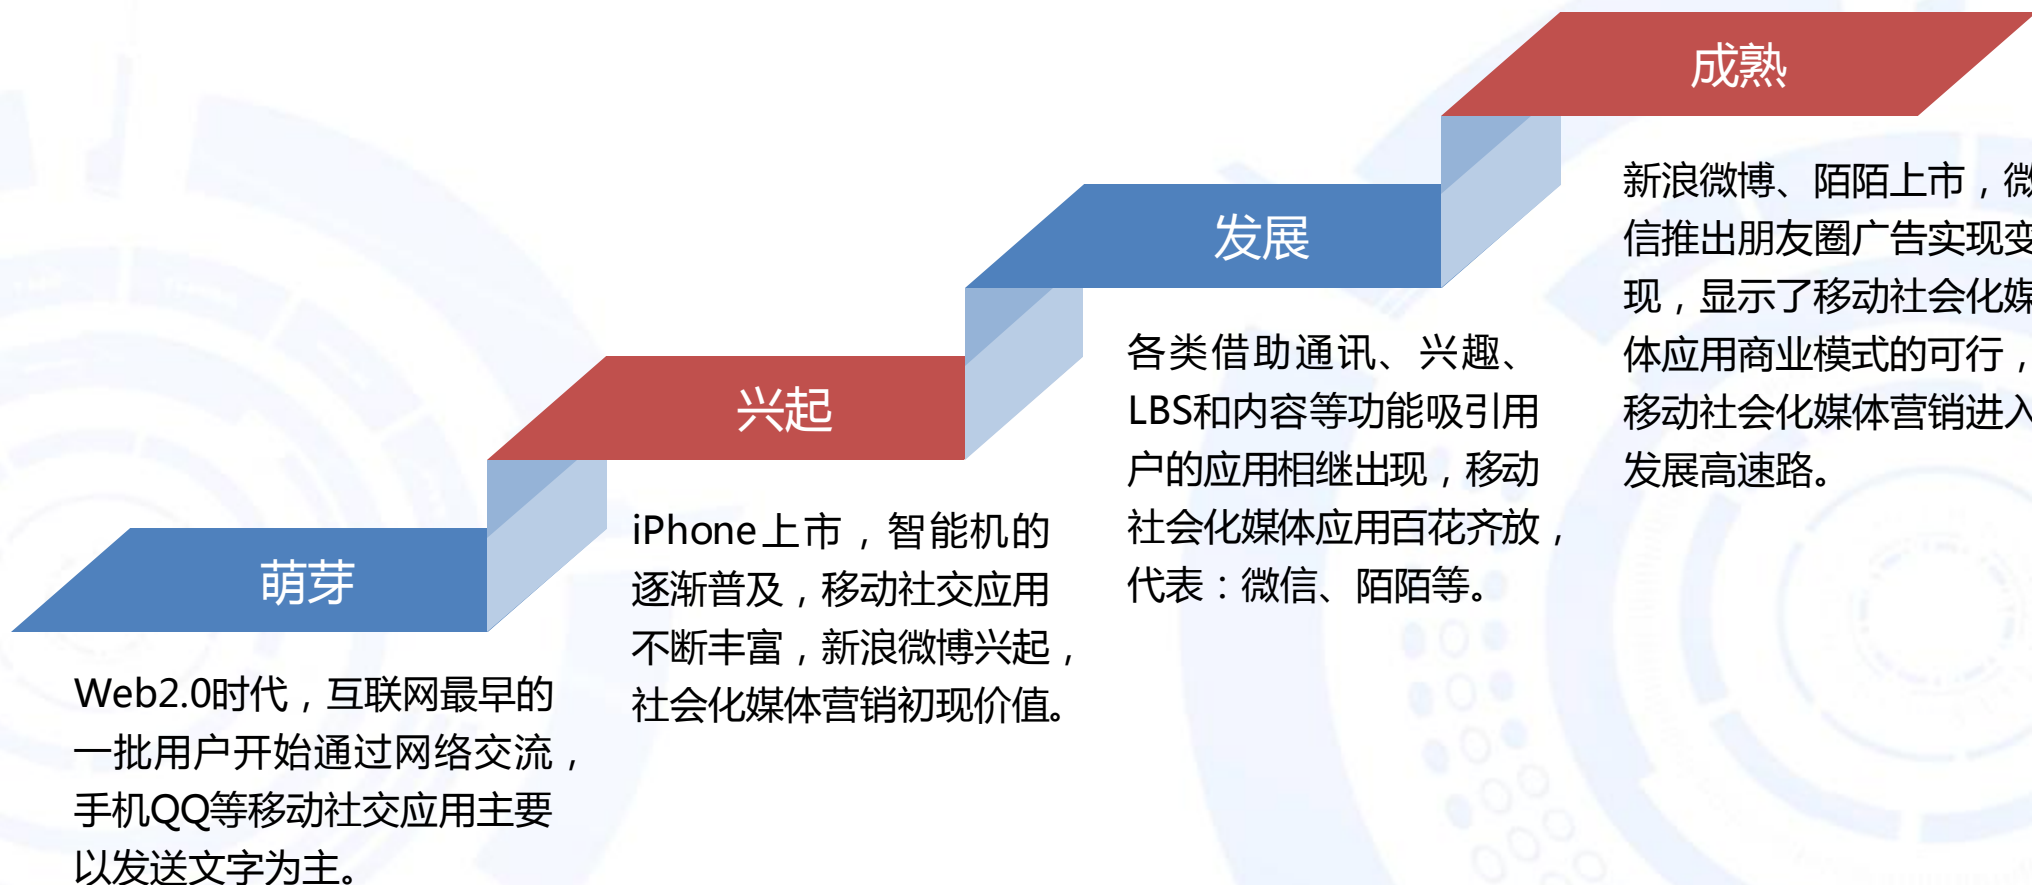 萌芽
Web2.0时代，互联网最早的
一批用户开始通过网络交流，
手机QQ等移动社交应用主要
以发送文字为主。
兴起
iPhone上市，智能机的
逐渐普及，移动社交应用
不断丰富，新浪微博兴起，
社会化媒体营销初现价值。
发展
各类借助通讯、兴趣、
LBS和内容等功能吸引用
户的应用相继出现，移动
社会化媒体应用百花齐放，
代表：微信、陌陌等。
成熟
新浪微博、陌陌上市，微
信推出朋友圈广告实现变
现，显示了移动社会化媒
体应用商业模式的可行，
移动社会化媒体营销进入
发展高速路。